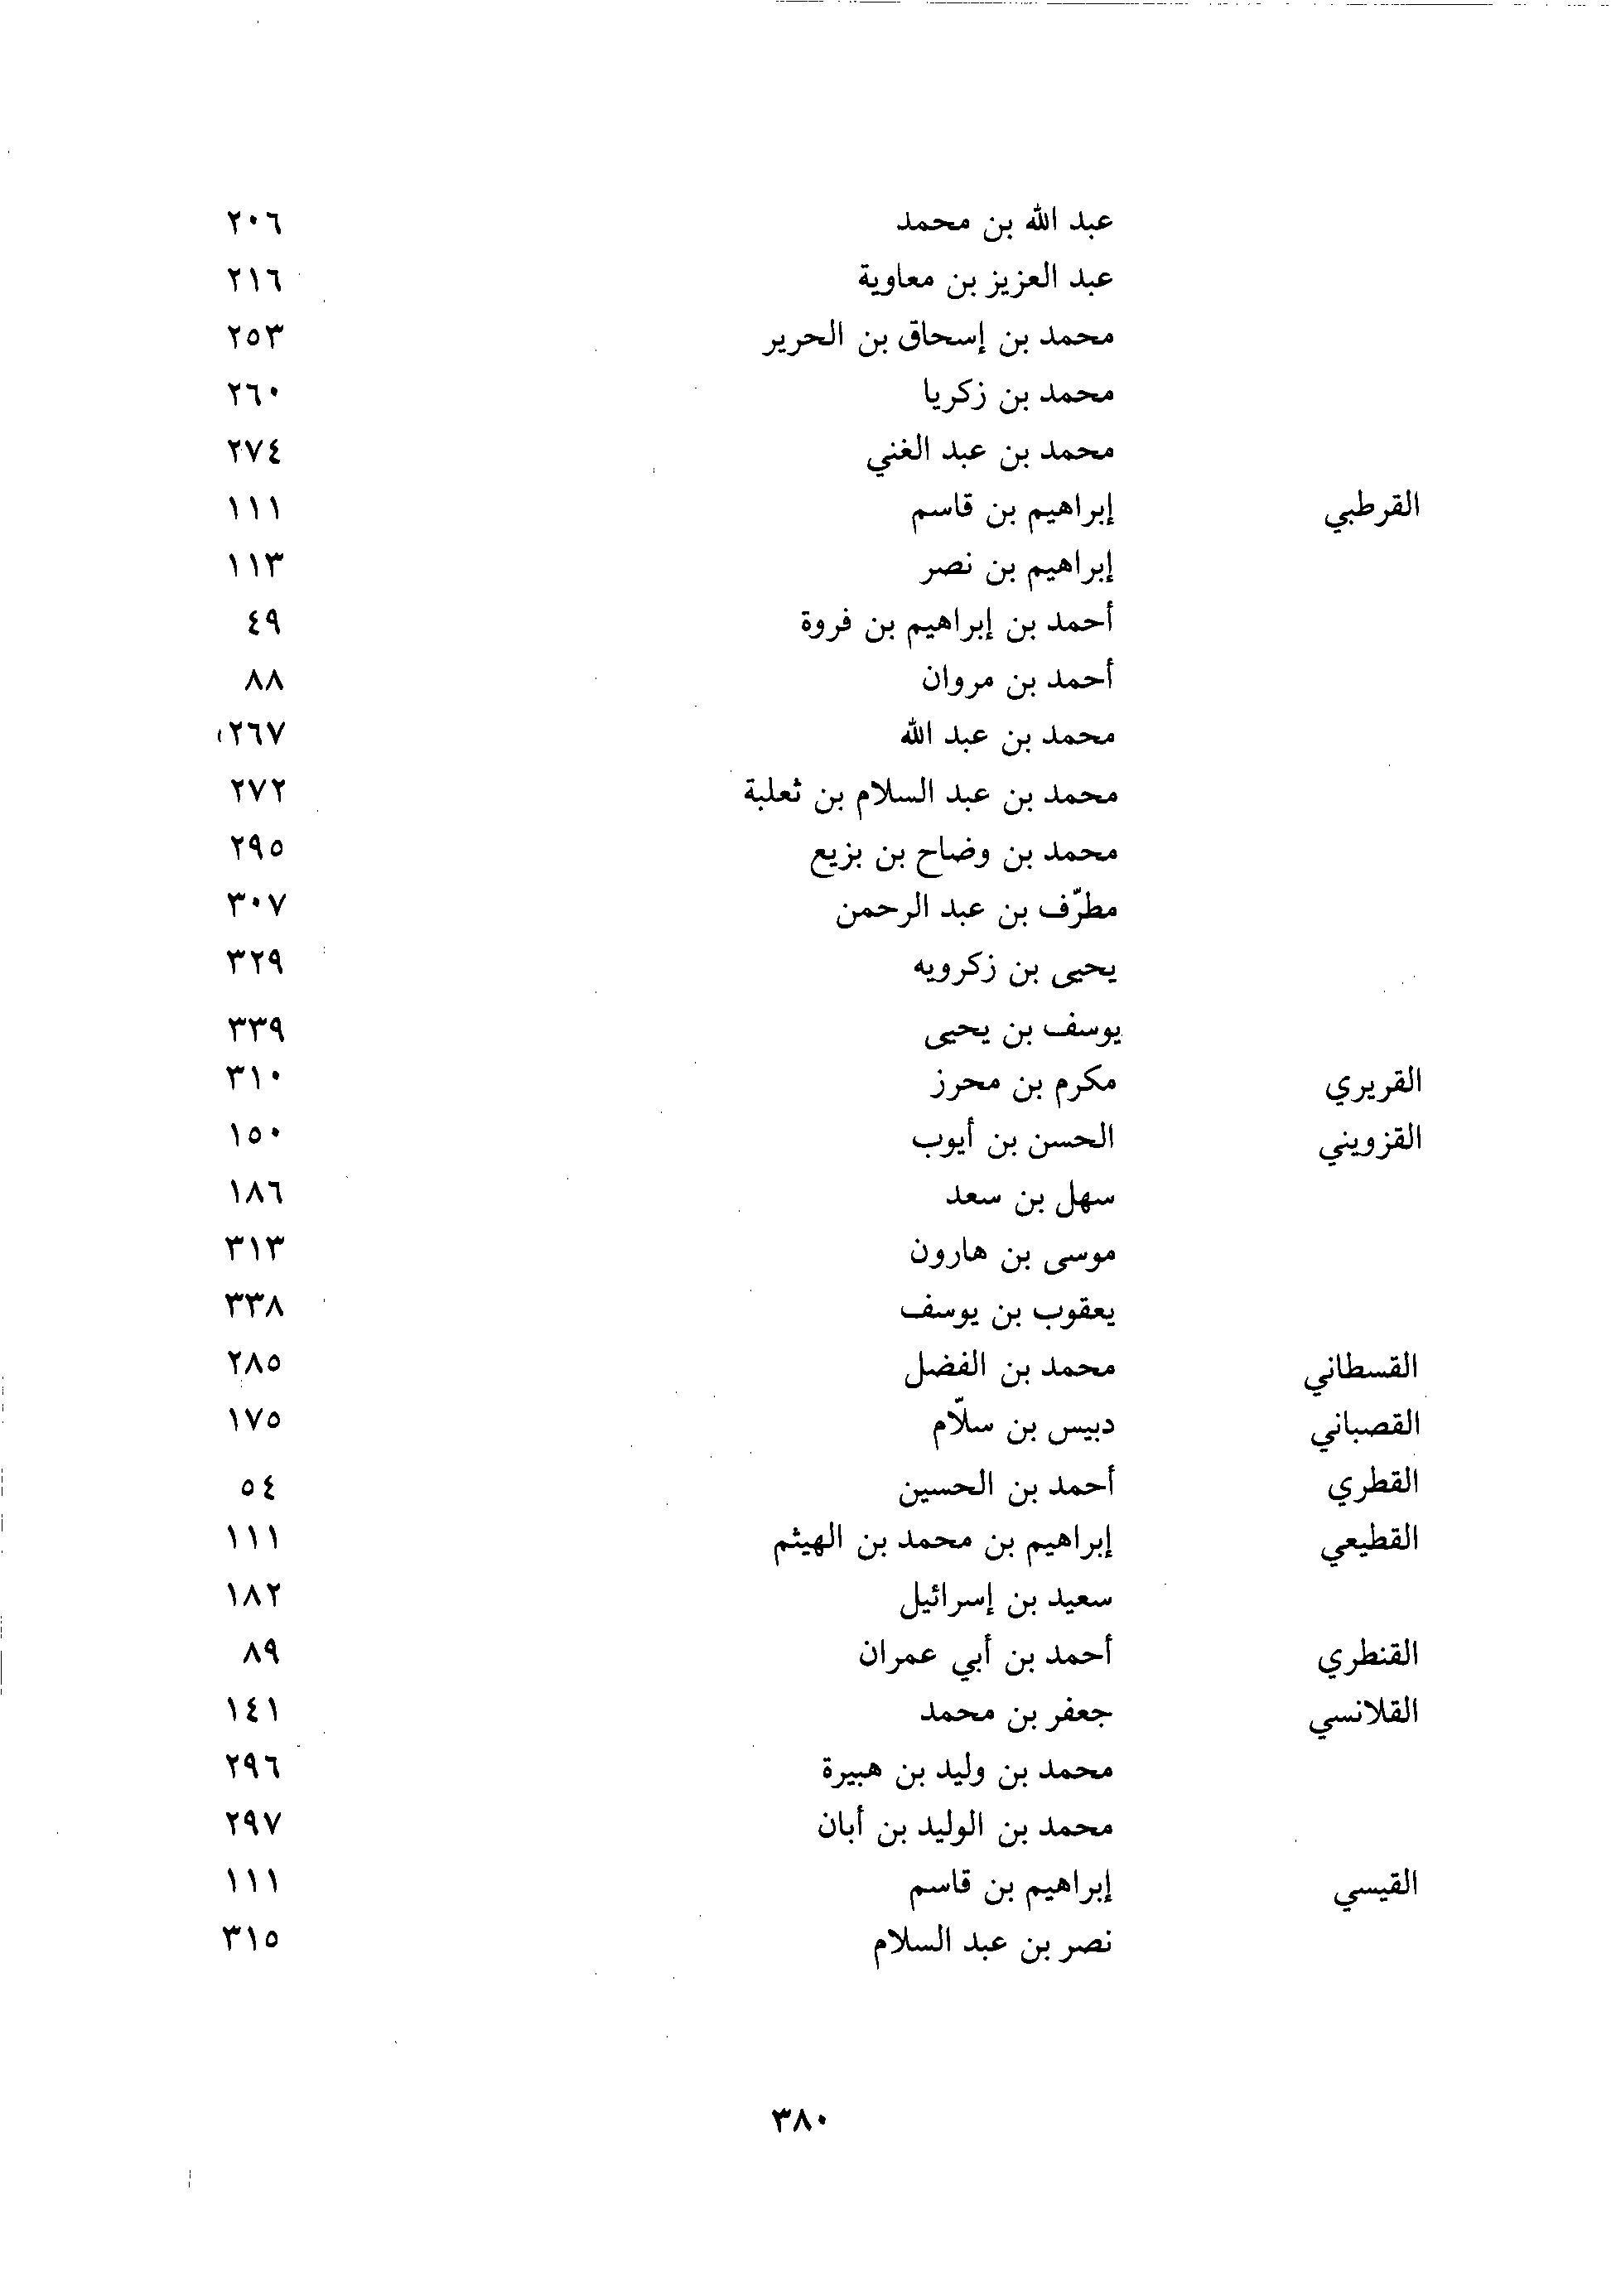 عبد الله بن محمد ٢٠٦
عبد العزيز بن معاوية ٢١٦
محمد بن إسحاق بن الحرير ٢٥٣
محمد بن زكريا ٢٦٠
محمد بن عبد الغني ٢٧٤
القرطبي إبراهيم بن قاسم ١١١
إبراهيم بن نصر ١١٣
أحمد بن إبراهيم بن فروة ٤٩
أحمد بن مروان ٨٨
محمد بن عبد الله ٢٦٧
محمد بن عبد السلام بن ثعلبة ٢٧٢
محمد بن وضاح بن بزيع ٢٩٥
مطرّف بن عبد الرحمن ٣٠٧
يحيى بن زكرويه ٣٢٩
يوسف بن يحيى ٣٣٩
القريري مكرم بن محرز ٣١٠
القزويني الحسن بن أيوب ١٥٠
سهل بن سعد ١٨٦
موسى بن هارون ٣١٣
يعقوب بن يوسف ٣٣٨
القسطاني محمد بن الفضل ٢٨٥
القصباني دبيس بن سلاّم ١٧٥
القطري أحمد بن الحسين ٥٤
القطيعي إبراهيم بن محمد بن الهيثم ١١١
سعيد بن إسرائيل ١٨٢
القنطري أحمد بن أبي عمران ٨٩
القلانسي جعفر بن محمد ١٤١
محمد بن وليد بن هبيرة ٢٩٦
محمد بن الوليد بن أبان ٢٩٧
القيسي إبراهيم بن قاسم ١١١
نصر بن عبد السلام ٣١٥
٣٨٠